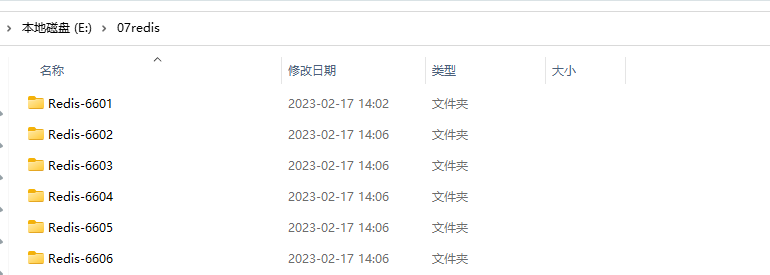 本地磁盘 (E:) 07redis
名称 修改日期 类型 大小
Redis-6601 2023-02-17 14:02 文件夹
Redis-6602 2023-02-17 14:06 文件夹
Redis-6603 2023-02-17 14:06 文件夹
Redis-6604 2023-02-17 14:06 文件夹
Redis-6605 2023-02-17 14:06 文件夹
Redis-6606 2023-02-17 14:06 文件夹